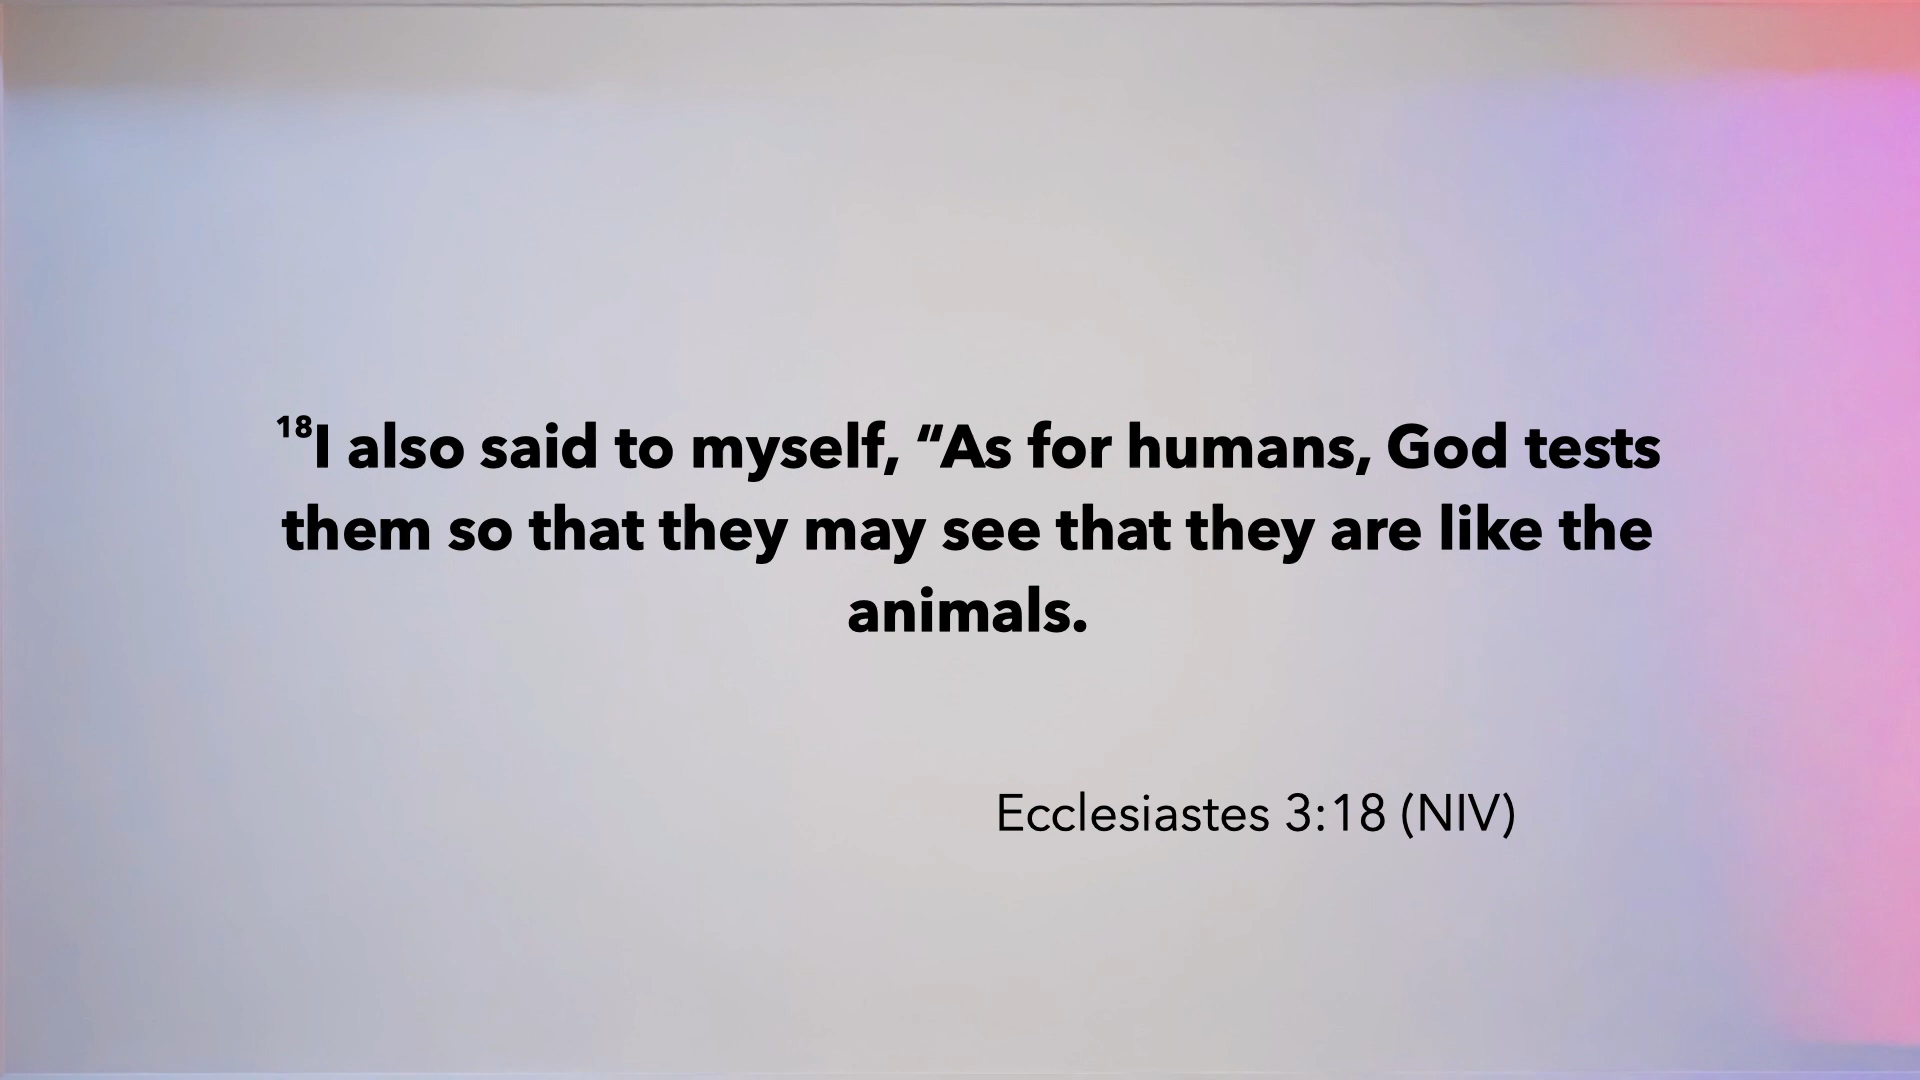 ¹⁸I also said to myself, “As for humans, God tests
them so that they may see that they are like the
animals.
Ecclesiastes 3:18 (NIV)